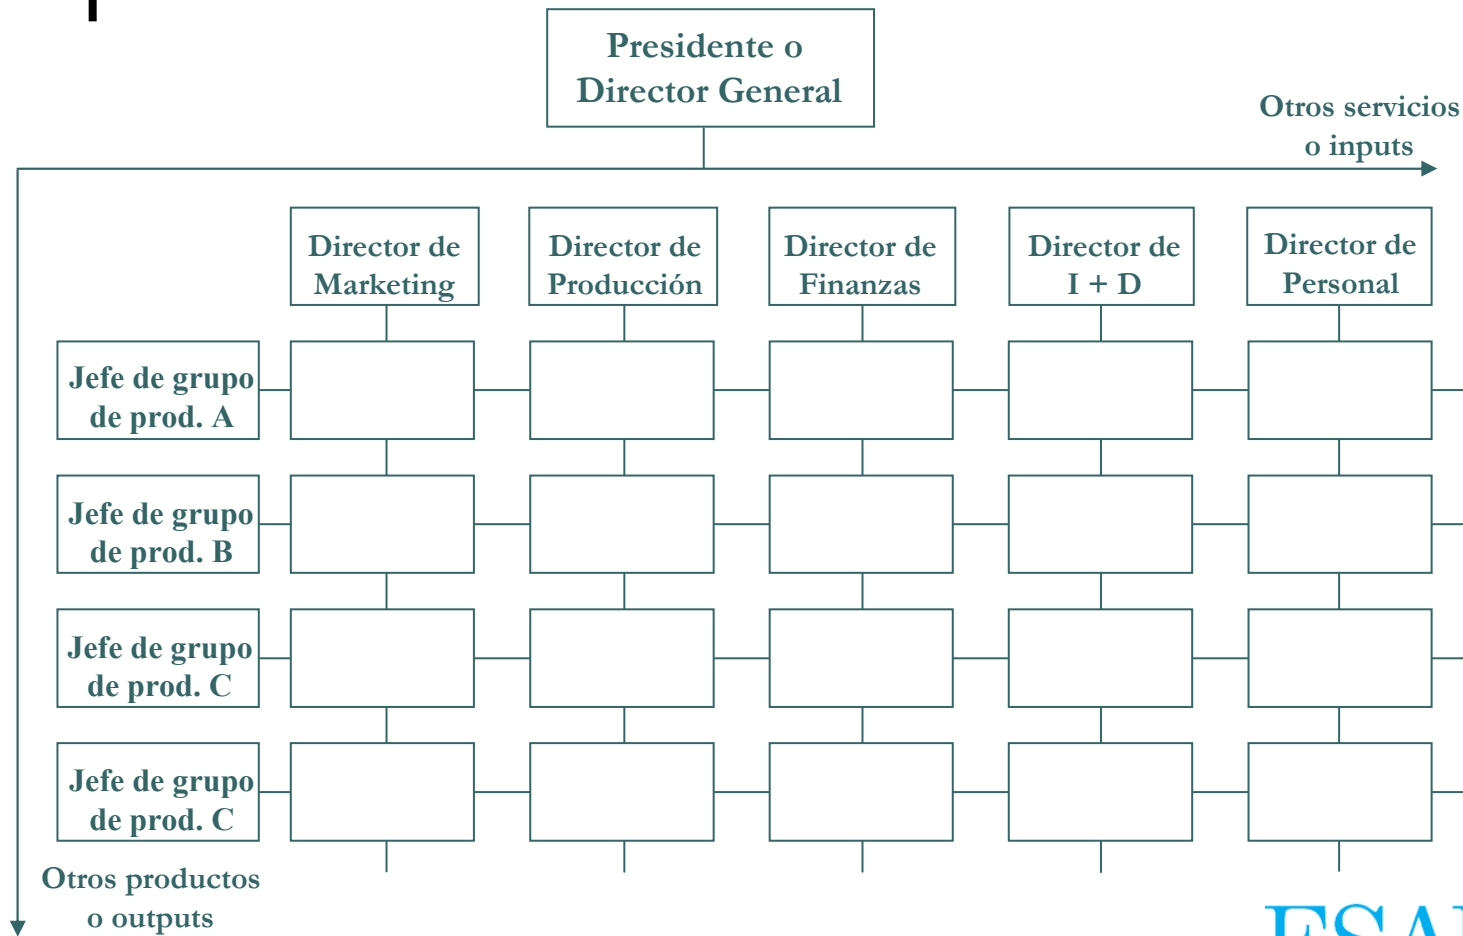 Presidente o
Director General
Otros servicios
o inputs
Director de
Marketing
Director de
Producción
Director de
Finanzas
Director de
I + D
Director de
Personal
Jefe de grupo
de prod. A
Jefe de grupo
de prod. B
Jefe de grupo
de prod. C
Jefe de grupo
de prod. C
Otros productos
o outputs